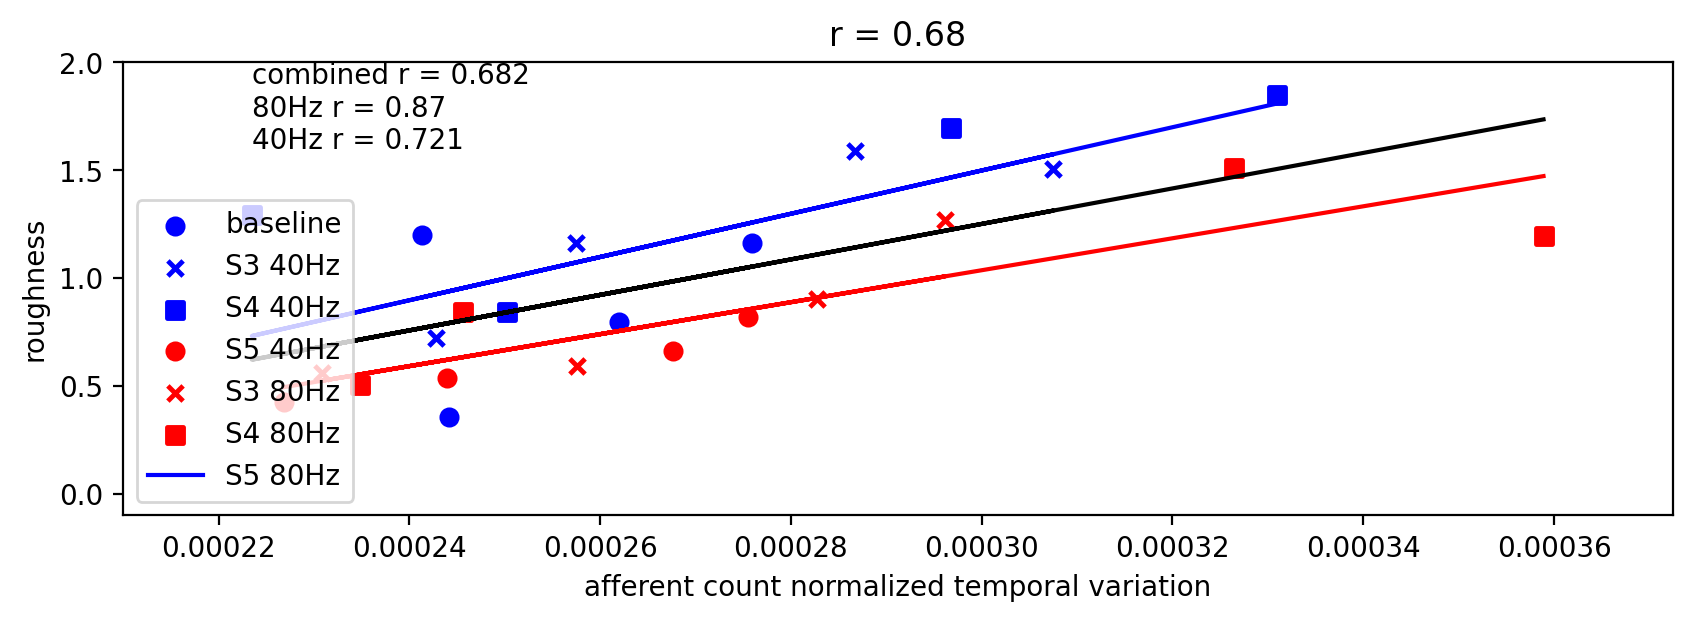 r = 0.68
combined r = 0.682
80Hz r = 0.87
40Hz r = 0.721
2.0
1.5
1.0
0.5
0.0
roughness
baseline
S3 40Hz
S4 40Hz
S5 40Hz
S3 80Hz
S4 80Hz
S5 80Hz
0.00022 0.00024 0.00026 0.00028 0.00030 0.00032 0.00034 0.00036
afferent count normalized temporal variation